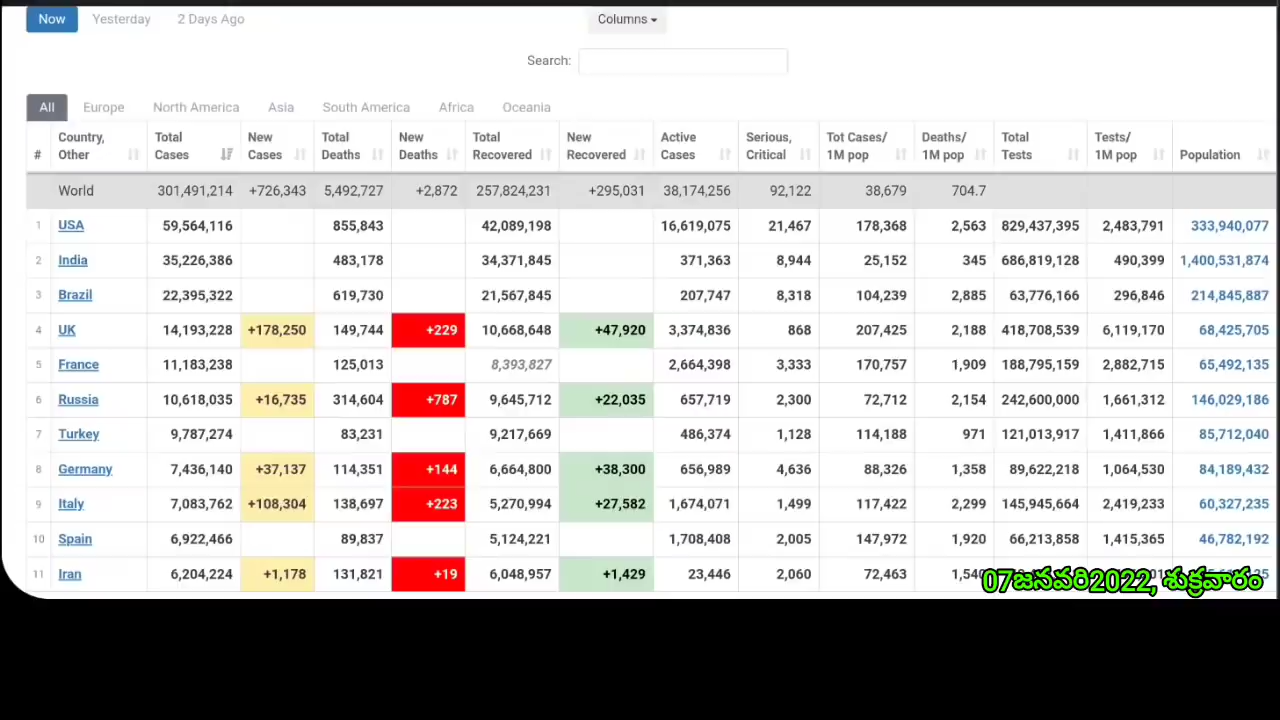 Now Yesterday 2 Days Ago Columns
Search:
All Europe North America Asia South America Africa Oceania
# Country, Other Total Cases New Cases Total Deaths New Deaths Total Recovered New Recovered Active Cases Serious, Critical Tot Cases/ 1M pop Deaths/ 1M pop Total Tests Tests/ 1M pop Population
World 301,491,214 +726,343 5,492,727 +2,872 257,824,231 +295,031 38,174,256 92,122 38,679 704.7
1 USA 59,564,116 855,843 42,089,198 16,619,075 21,467 178,368 2,563 829,437,395 2,483,791 333,940,077
2 India 35,226,386 483,178 34,371,845 371,363 8,944 25,152 345 686,819,128 490,399 1,400,531,874
3 Brazil 22,395,322 619,730 21,567,845 207,747 8,318 104,239 2,885 63,776,166 296,846 214,845,887
4 UK 14,193,228 +178,250 149,744 +229 10,668,648 +47,920 3,374,836 868 207,425 2,188 418,708,539 6,119,170 68,425,705
5 France 11,183,238 125,013 8,393,827 2,664,398 3,333 170,757 1,909 188,795,159 2,882,715 65,492,135
6 Russia 10,618,035 +16,735 314,604 +787 9,645,712 +22,035 657,719 2,300 72,712 2,154 242,600,000 1,661,312 146,029,186
7 Turkey 9,787,274 83,231 9,217,669 486,374 1,128 114,188 971 121,013,917 1,411,866 85,712,040
8 Germany 7,436,140 +37,137 114,351 +144 6,664,800 +38,300 656,989 4,636 88,326 1,358 89,622,218 1,064,530 84,189,432
9 Italy 7,083,762 +108,304 138,697 +223 5,270,994 +27,582 1,674,071 1,499 117,422 2,299 145,945,664 2,419,233 60,327,235
10 Spain 6,922,466 89,837 5,124,221 1,708,408 2,005 147,972 1,920 66,213,858 1,415,365 46,782,192
11 Iran 6,204,224 +1,178 131,821 +19 6,048,957 +1,429 23,446 2,060 72,463
07జనవరి2022, శుక్రవారం